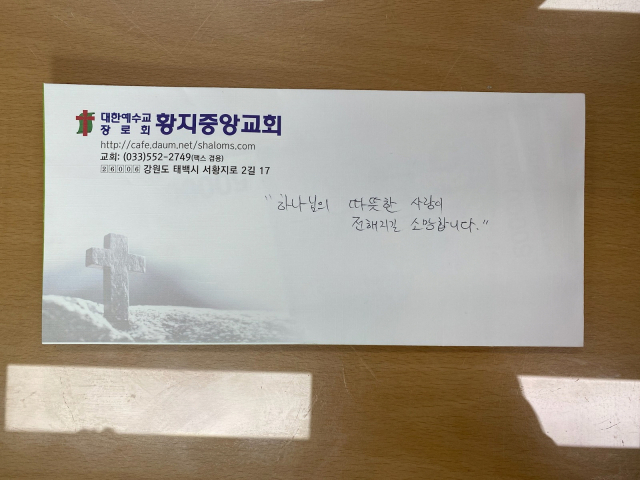 대한예수교
장로회 황지중앙교회
http://cafe.daum.net/shaloms.com
교회: (033)552-2749(팩스 겸용)
26006 강원도 태백시 서황지로 2길 17
"하나님의 따뜻한 사랑이
전해지길 소망합니다."